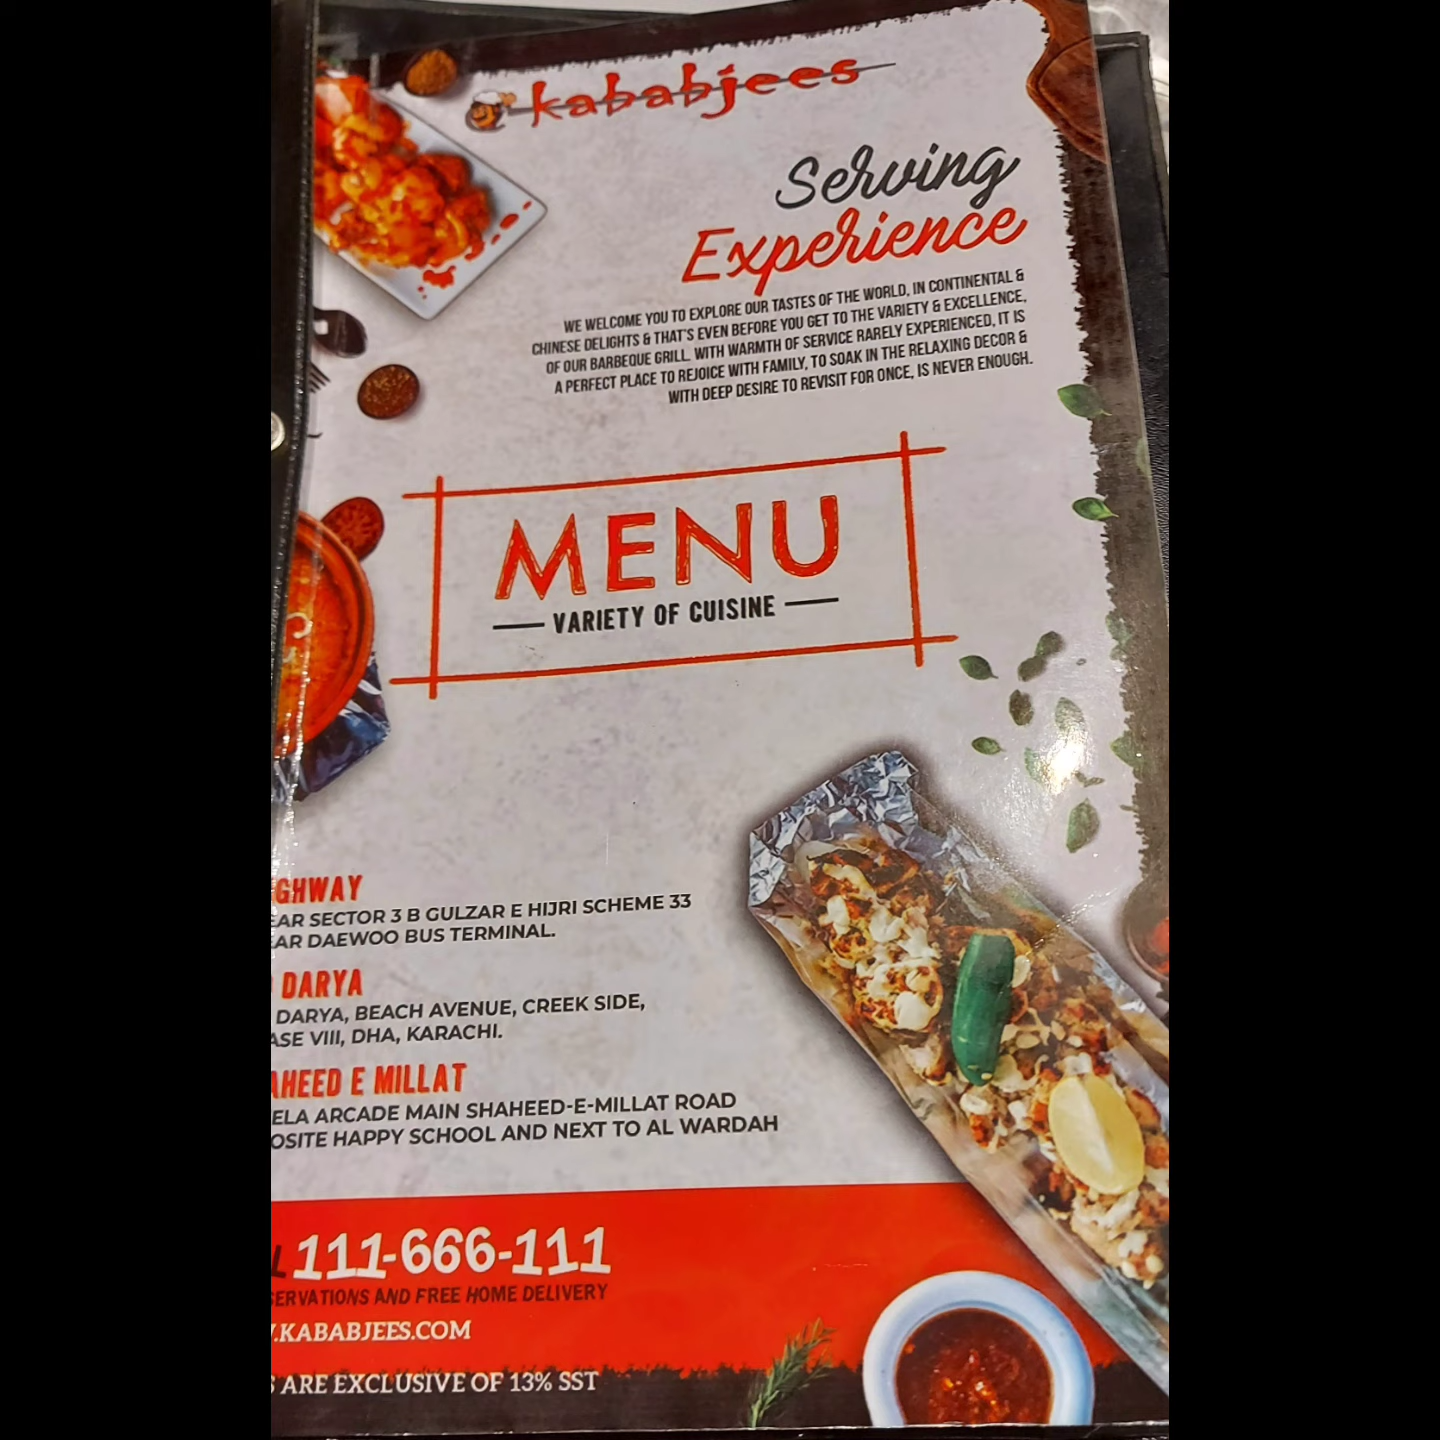 kababjees
Serving
Experience
WE WELCOME YOU TO EXPLORE OUR TASTES OF THE WORLD, IN CONTINENTAL &
CHINESE DELIGHTS & THAT'S EVEN BEFORE YOU GET TO THE VARIETY & EXCELLENCE,
OF OUR BARBEQUE GRILL. WITH WARMTH OF SERVICE RARELY EXPERIENCED, IT IS
A PERFECT PLACE TO REJOICE WITH FAMILY, TO SOAK IN THE RELAXING DECOR &
WITH DEEP DESIRE TO REVISIT FOR ONCE, IS NEVER ENOUGH.
MENU
VARIETY OF CUISINE
GHWAY
EAR SECTOR 3 B GULZAR E HIJRI SCHEME 33
EAR DAEWOO BUS TERMINAL.
DARYA
DARYA, BEACH AVENUE, CREEK SIDE,
ASE VIII, DHA, KARACHI.
AHEED E MILLAT
ELA ARCADE MAIN SHAHEED-E-MILLAT ROAD
OSITE HAPPY SCHOOL AND NEXT TO AL WARDAH
L 111-666-111
SERVATIONS AND FREE HOME DELIVERY
.KABABJEES.COM
S ARE EXCLUSIVE OF 13% SST